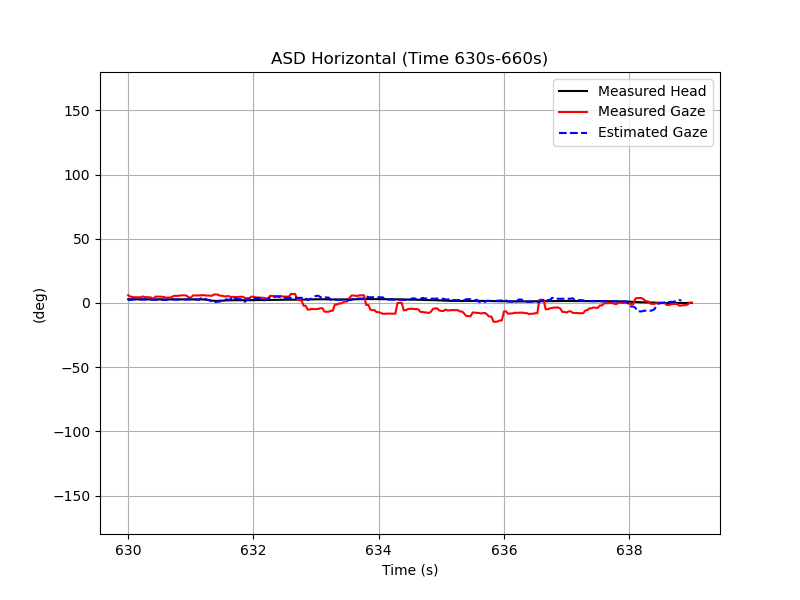 ASD Horizontal (Time 630s-660s)
Measured Head
Measured Gaze
Estimated Gaze
150
100
50
0
−50
−100
−150
(deg)
630 632 634 636 638
Time (s)